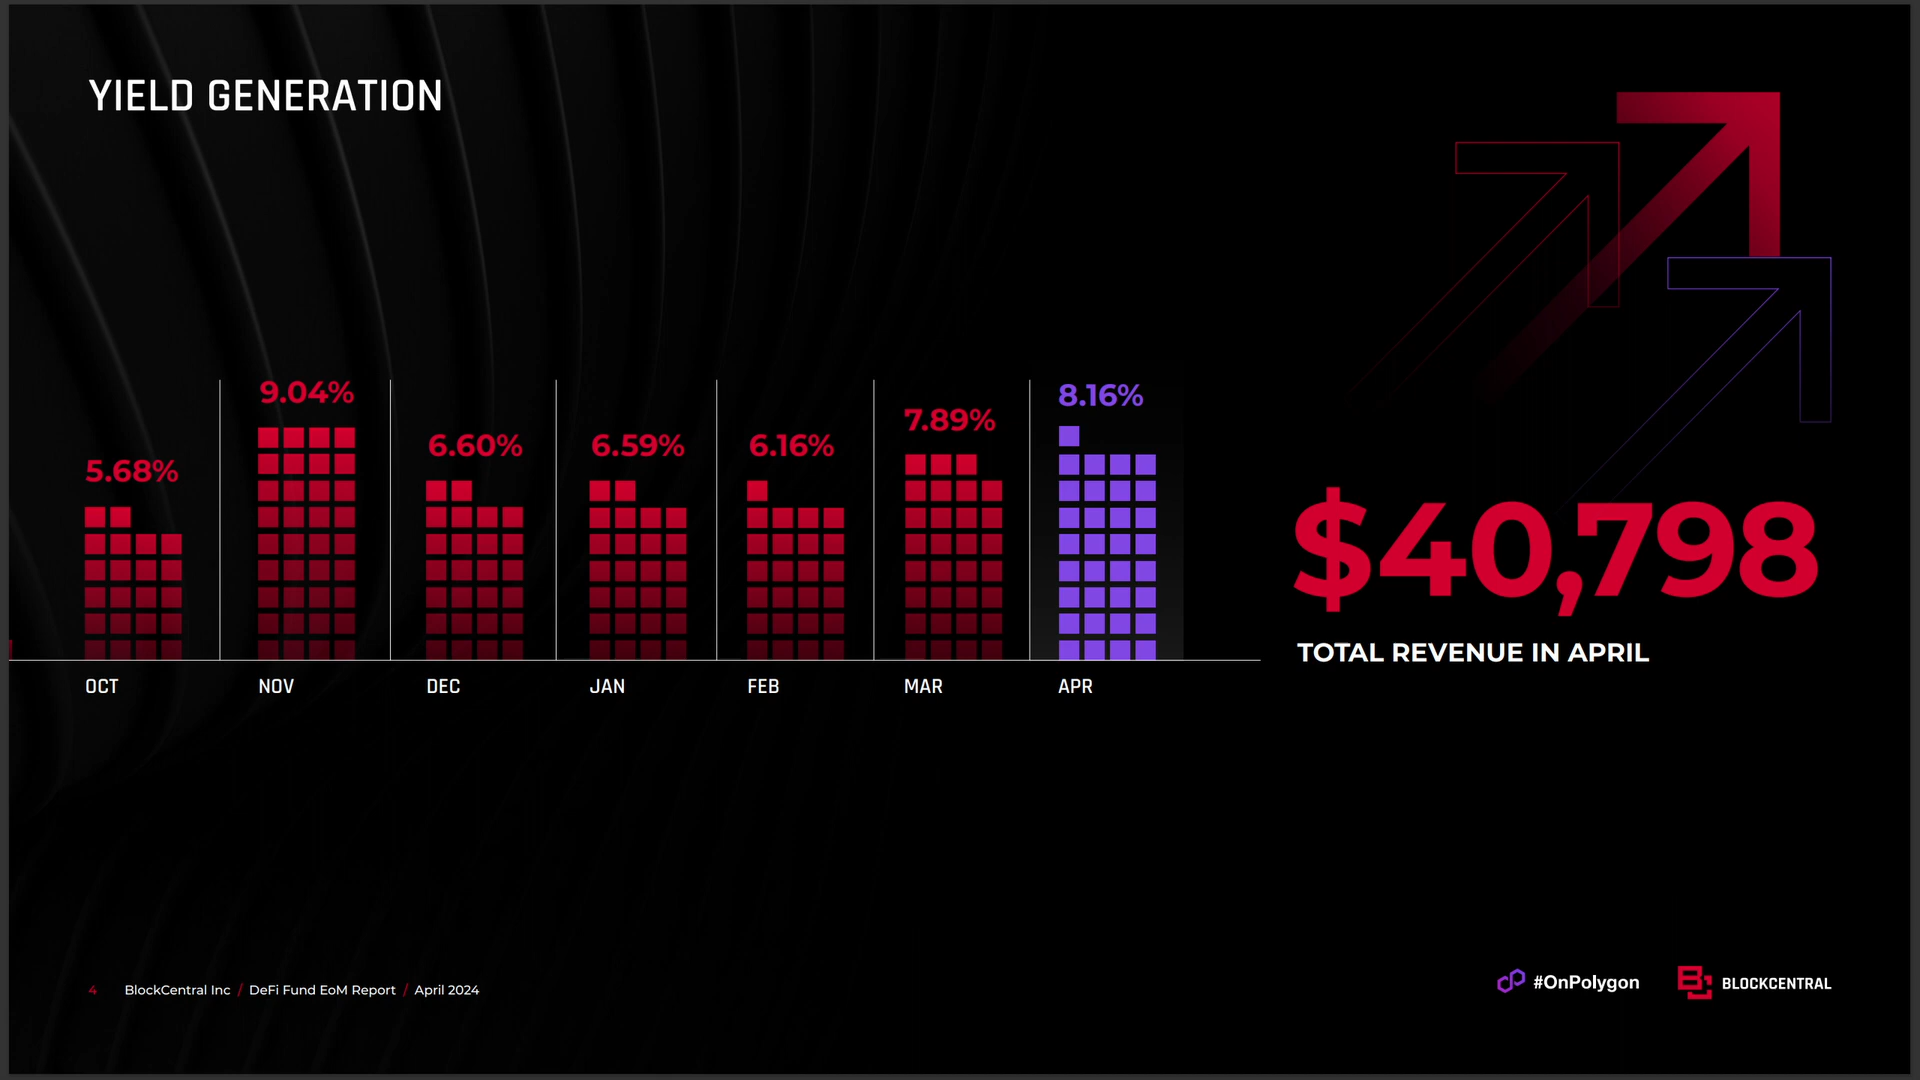 YIELD GENERATION
5.68%
9.04%
6.60%
6.59%
6.16%
7.89%
8.16%
OCT
NOV
DEC
JAN
FEB
MAR
APR
$40,798
TOTAL REVENUE IN APRIL
4 BlockCentral Inc / DeFi Fund EoM Report / April 2024
#OnPolygon
BLOCKCENTRAL